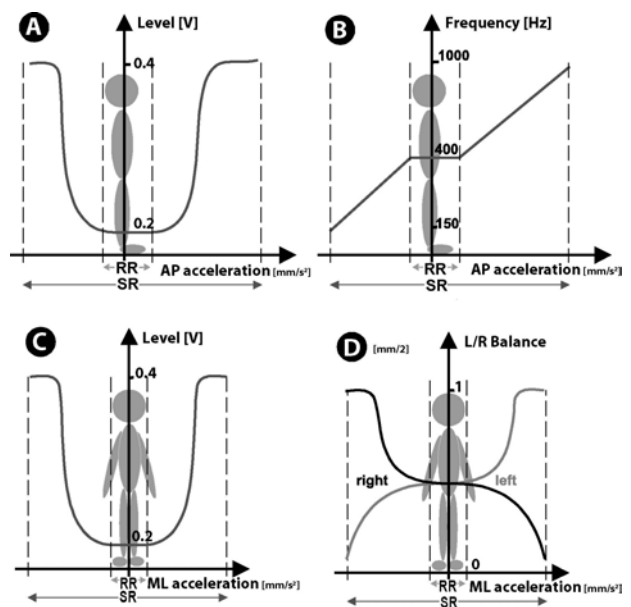 A
Level [V]
0.4
0.2
RR
AP acceleration [mm/s²]
SR
B
Frequency [Hz]
1000
400
150
RR
AP acceleration [mm/s²]
SR
C
Level [V]
0.4
0.2
RR
ML acceleration [mm/s²]
SR
D
[mm/2]
L/R Balance
1
right
left
0
RR
ML acceleration [mm/s²]
SR